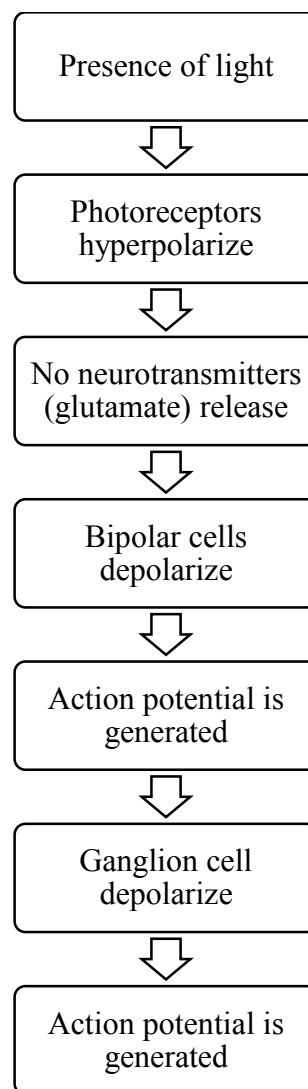 Presence of light
Photoreceptors
hyperpolarize
No neurotransmitters
(glutamate) release
Bipolar cells
depolarize
Action potential is
generated
Ganglion cell
depolarize
Action potential is
generated